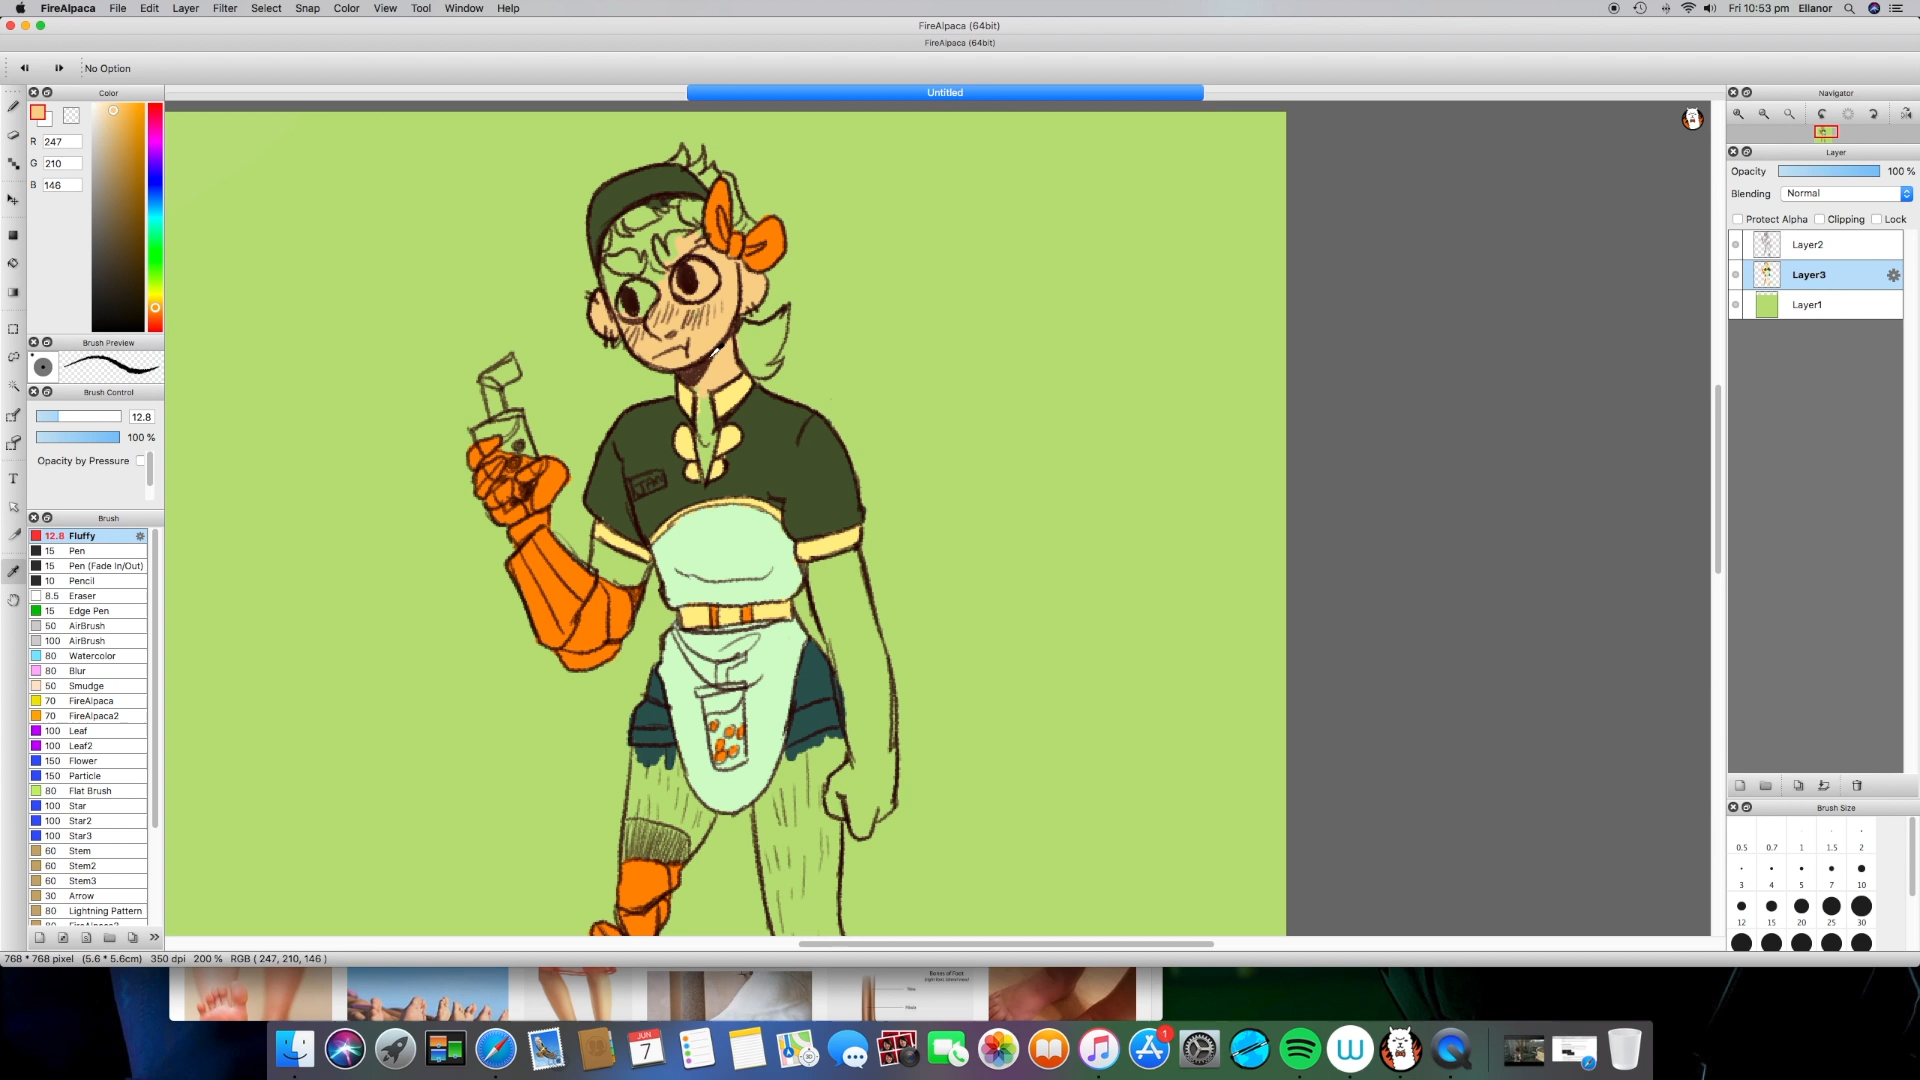 FireAlpaca File Edit Layer Filter Select Snap Color View Tool Window Help Fri 10:53 pm Ellanor
FireAlpaca (64bit)
FireAlpaca (64bit)
No Option
Color
Untitled
Navigator
R 247
G 210
B 146
Layer
Opacity 100 %
Blending Normal
Protect Alpha Clipping Lock
Layer2
Layer3
Layer1
Brush Preview
Brush Control
12.8
100 %
Opacity by Pressure
Brush
12.8 Fluffy
15 Pen
15 Pen (Fade In/Out)
10 Pencil
8.5 Eraser
15 Edge Pen
50 AirBrush
100 AirBrush
80 Watercolor
80 Blur
50 Smudge
70 FireAlpaca
70 FireAlpaca2
100 Leaf
100 Leaf2
150 Flower
150 Particle
80 Flat Brush
100 Star
100 Star2
100 Star3
60 Stem
60 Stem2
60 Stem3
30 Arrow
80 Lightning Pattern
JAN
Brush Size
0.5 0.7 1 1.5 2
3 4 5 7 10
12 15 20 25 30
768 * 768 pixel (5.6 * 5.6cm) 350 dpi 200 % RGB ( 247, 210, 146 )
Bones of Foot
JUN
7
1